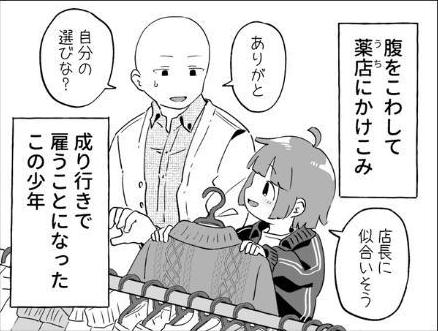 腹をこわして
薬店にかけこみ
うち
ありがと
自分の
選びな？
店長に
似合いそう
成り行きで
雇うことになった
この少年